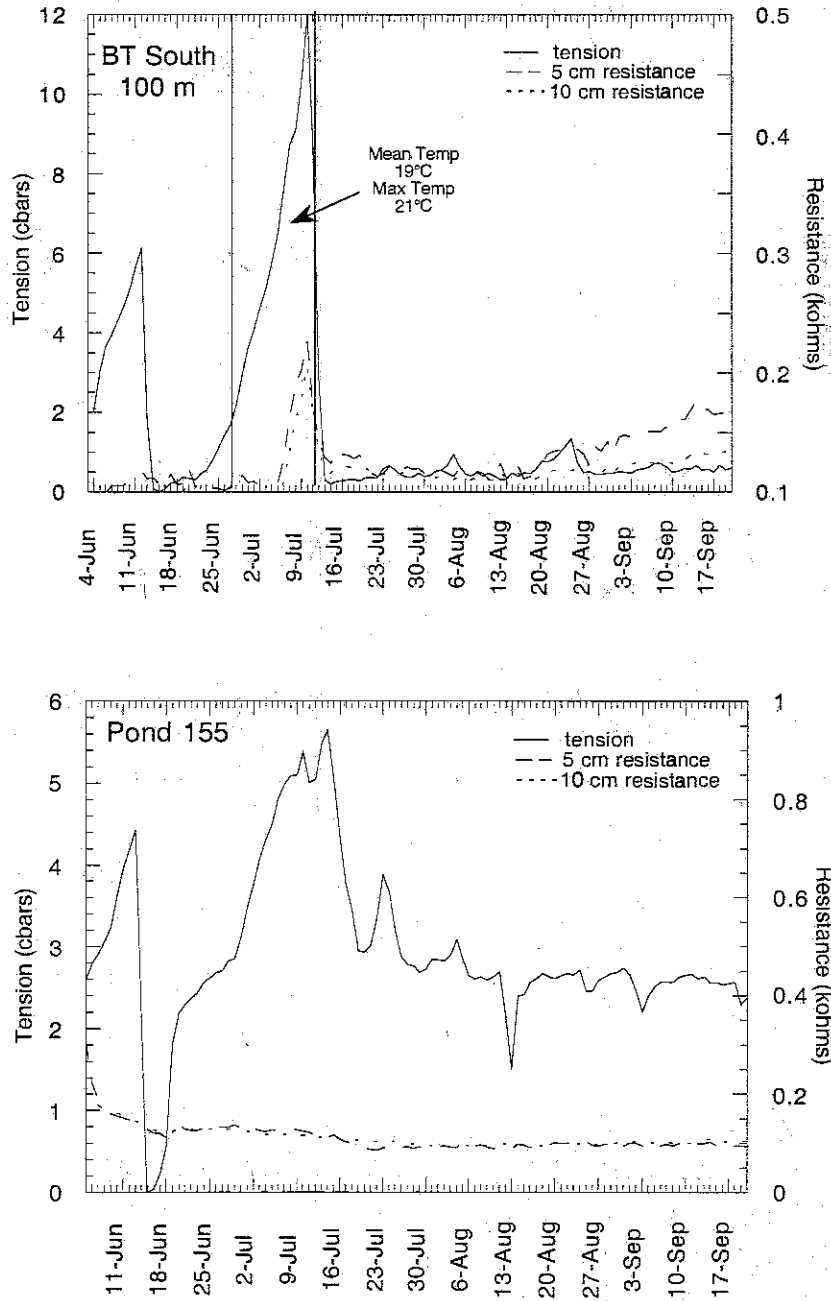 BT South
100 m
tension
5 cm resistance
10 cm resistance
Mean Temp
19°C
Max Temp
21°C
Tension (cbars)
12
10
8
6
4
2
0
Resistance (kohms)
0.5
0.4
0.3
0.2
0.1
4-Jun
11-Jun
18-Jun
25-Jun
2-Jul
9-Jul
16-Jul
23-Jul
30-Jul
6-Aug
13-Aug
20-Aug
27-Aug
3-Sep
10-Sep
17-Sep
Pond 155
tension
5 cm resistance
10 cm resistance
Tension (cbars)
6
5
4
3
2
1
0
Resistance (kohms)
1
0.8
0.6
0.4
0.2
0
11-Jun
18-Jun
25-Jun
2-Jul
9-Jul
16-Jul
23-Jul
30-Jul
6-Aug
13-Aug
20-Aug
27-Aug
3-Sep
10-Sep
17-Sep